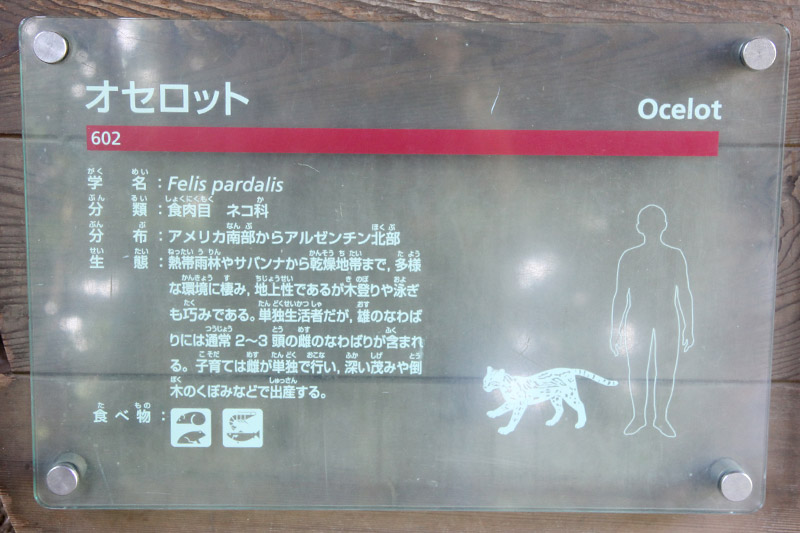 オセロット
Ocelot
602
学名：Felis pardalis
分類：食肉目 ネコ科
分布：アメリカ南部からアルゼンチン北部
生態：熱帯雨林やサバンナから乾燥地帯まで，多様
な環境に棲み，地上性であるが木登りや泳ぎ
も巧みである。単独生活者だが，雄のなわば
りには通常 2〜3 頭の雌のなわばりが含まれ
る。子育ては雌が単独で行い，深い茂みや倒
木のくぼみなどで出産する。
食べ物：